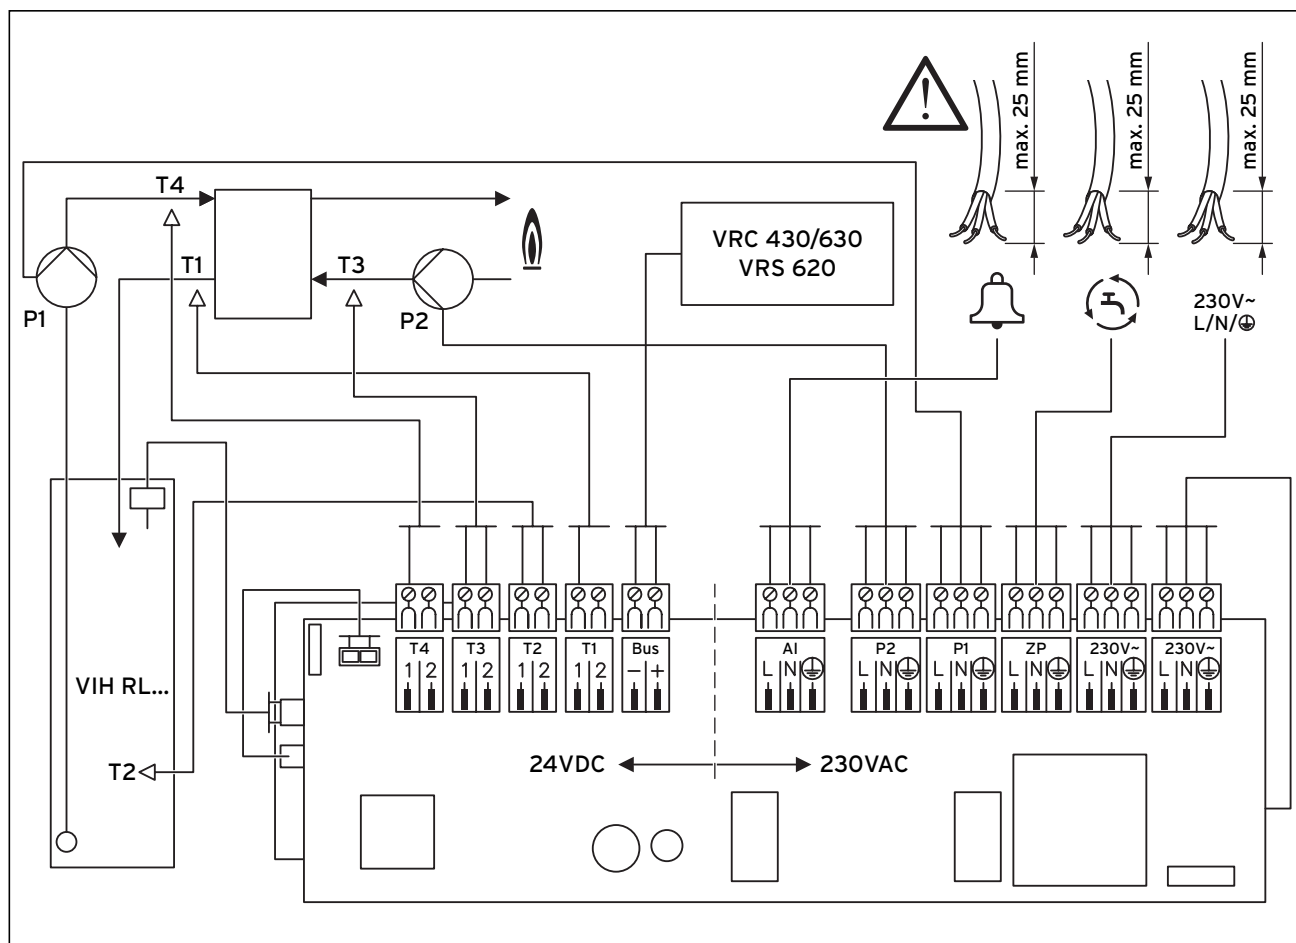 max. 25 mm
max. 25 mm
max. 25 mm
T4
VRC 430/630
VRS 620
T1
T3
P1
P2
230V~
L/N/⏚
T4
1 2
T3
1 2
T2
1 2
T1
1 2
Bus
- +
AI
L N ⏚
P2
L N ⏚
P1
L N ⏚
ZP
L N ⏚
230V~
L N ⏚
230V~
L N ⏚
VIH RL...
T2
24VDC
230VAC